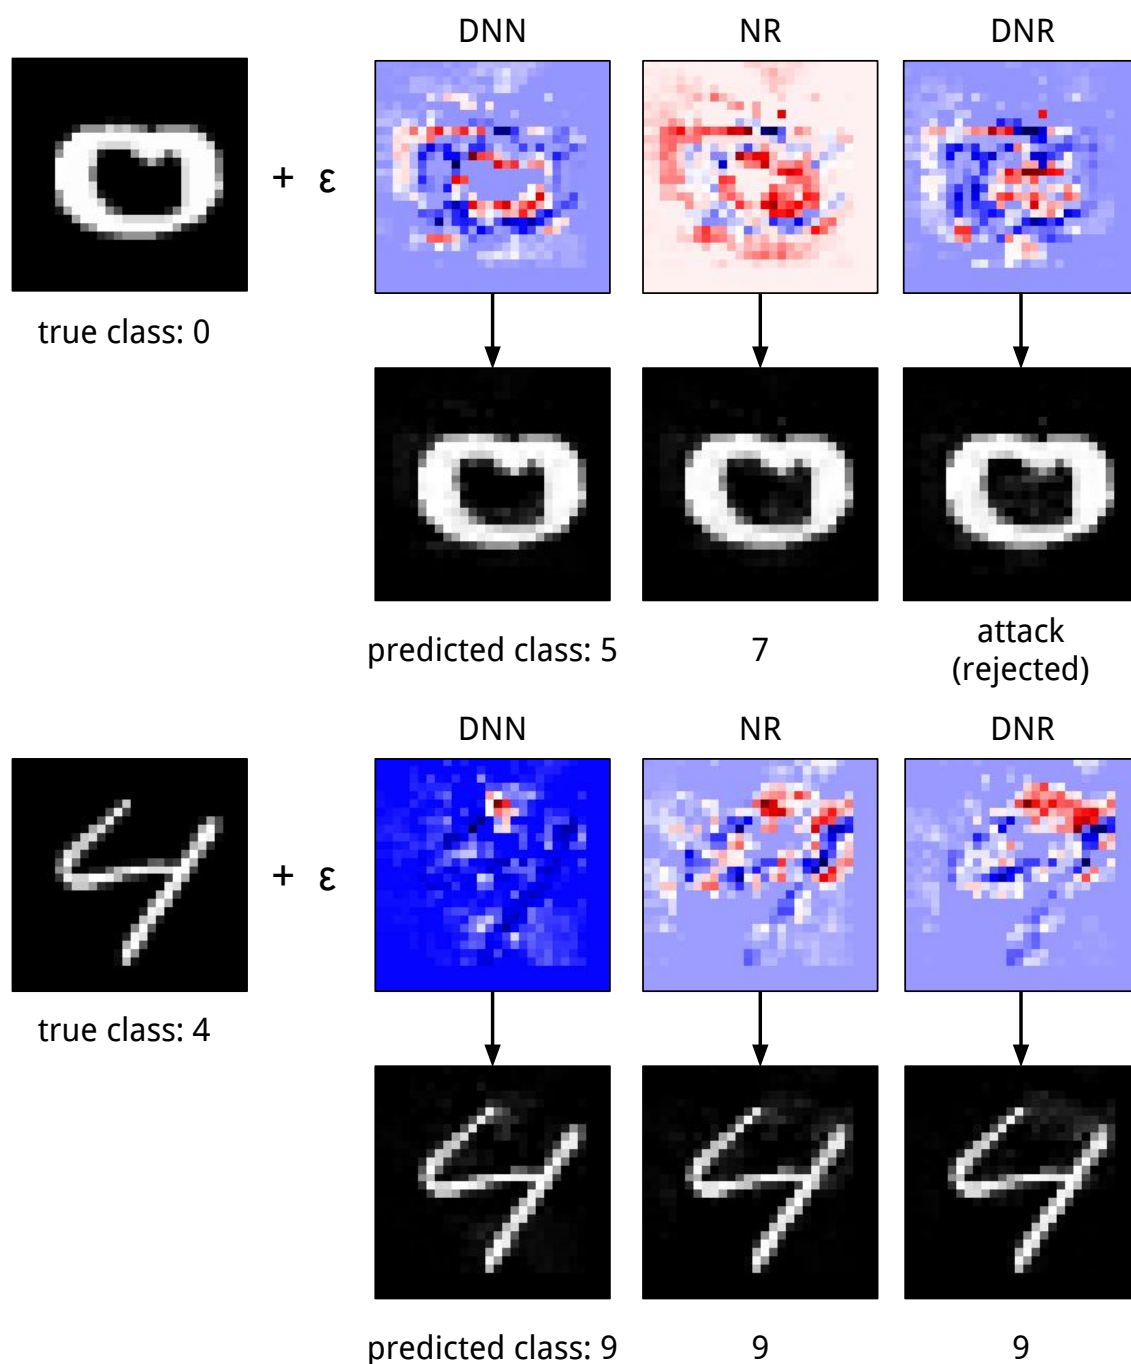 DNN NR DNR
+ ε
true class: 0
predicted class: 5 7 attack
(rejected)
DNN NR DNR
+ ε
true class: 4
predicted class: 9 9 9